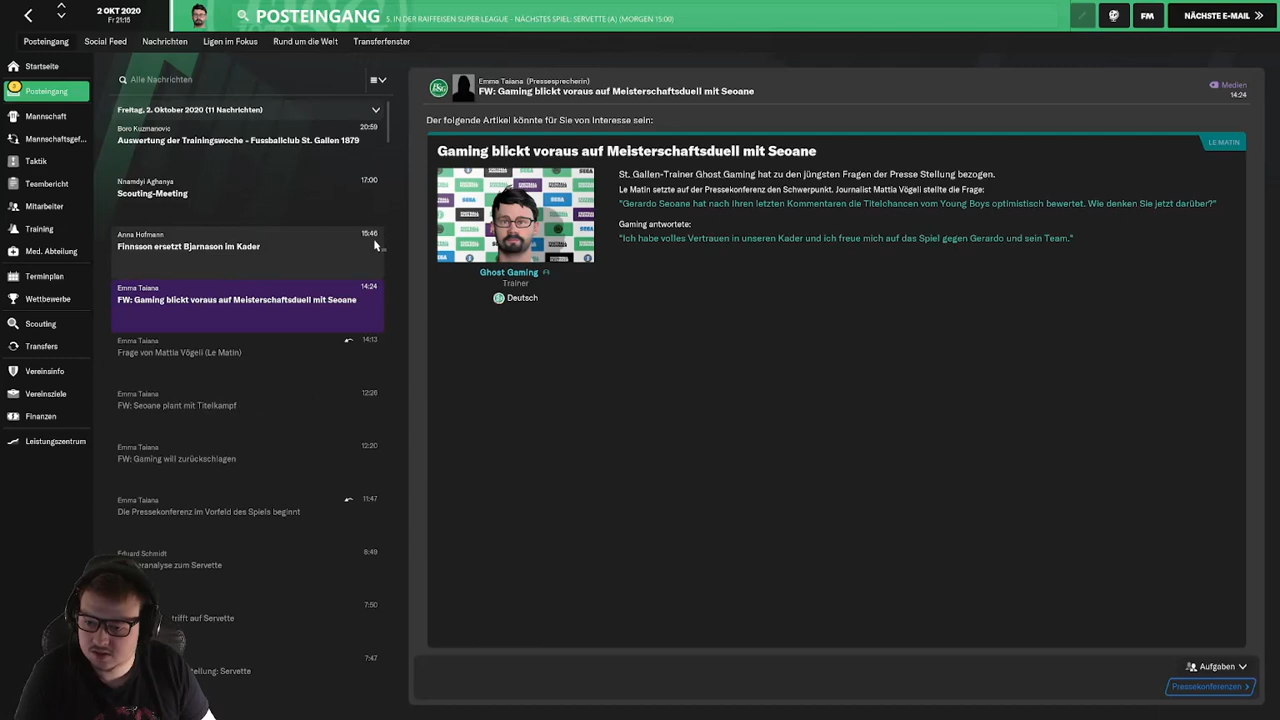 2 OKT 2020
Fr 21:15
POSTEINGANG
5. IN DER RAIFFEISEN SUPER LEAGUE - NÄCHSTES SPIEL: SERVETTE (A) (MORGEN 15:00)
FM
NÄCHSTE E-MAIL
Posteingang
Social Feed
Nachrichten
Ligen im Fokus
Rund um die Welt
Transferfenster
Startseite
Posteingang
Mannschaft
Mannschaftsgef...
Taktik
Teambericht
Mitarbeiter
Training
Med. Abteilung
Terminplan
Wettbewerbe
Scouting
Transfers
Vereinsinfo
Vereinsziele
Finanzen
Leistungszentrum
Alle Nachrichten
Freitag, 2. Oktober 2020 (11 Nachrichten)
Boro Kuzmanovic
20:59
Auswertung der Trainingswoche - Fussballclub St. Gallen 1879
Nnamdyi Aghanya
17:00
Scouting-Meeting
Anna Hofmann
15:46
Finnsson ersetzt Bjarnason im Kader
Emma Taiana
14:24
FW: Gaming blickt voraus auf Meisterschaftsduell mit Seoane
Emma Taiana
14:13
Frage von Mattia Vögeli (Le Matin)
Emma Taiana
12:26
FW: Seoane plant mit Titelkampf
Emma Taiana
12:20
FW: Gaming will zurückschlagen
Emma Taiana
11:47
Die Pressekonferenz im Vorfeld des Spiels beginnt
Eduard Schmidt
8:49
eranalyse zum Servette
7:50
trifft auf Servette
7:47
tellung: Servette
Emma Taiana (Pressesprecherin)
FW: Gaming blickt voraus auf Meisterschaftsduell mit Seoane
Medien
14:24
Der folgende Artikel könnte für Sie von Interesse sein:
LE MATIN
Gaming blickt voraus auf Meisterschaftsduell mit Seoane
St. Gallen-Trainer Ghost Gaming hat zu den jüngsten Fragen der Presse Stellung bezogen.
Le Matin setzte auf der Pressekonferenz den Schwerpunkt. Journalist Mattia Vögeli stellte die Frage:
"Gerardo Seoane hat nach Ihren letzten Kommentaren die Titelchancen vom Young Boys optimistisch bewertet. Wie denken Sie jetzt darüber?"
Gaming antwortete:
"Ich habe volles Vertrauen in unseren Kader und ich freue mich auf das Spiel gegen Gerardo und sein Team."
Ghost Gaming
Trainer
Deutsch
Aufgaben
Pressekonferenzen